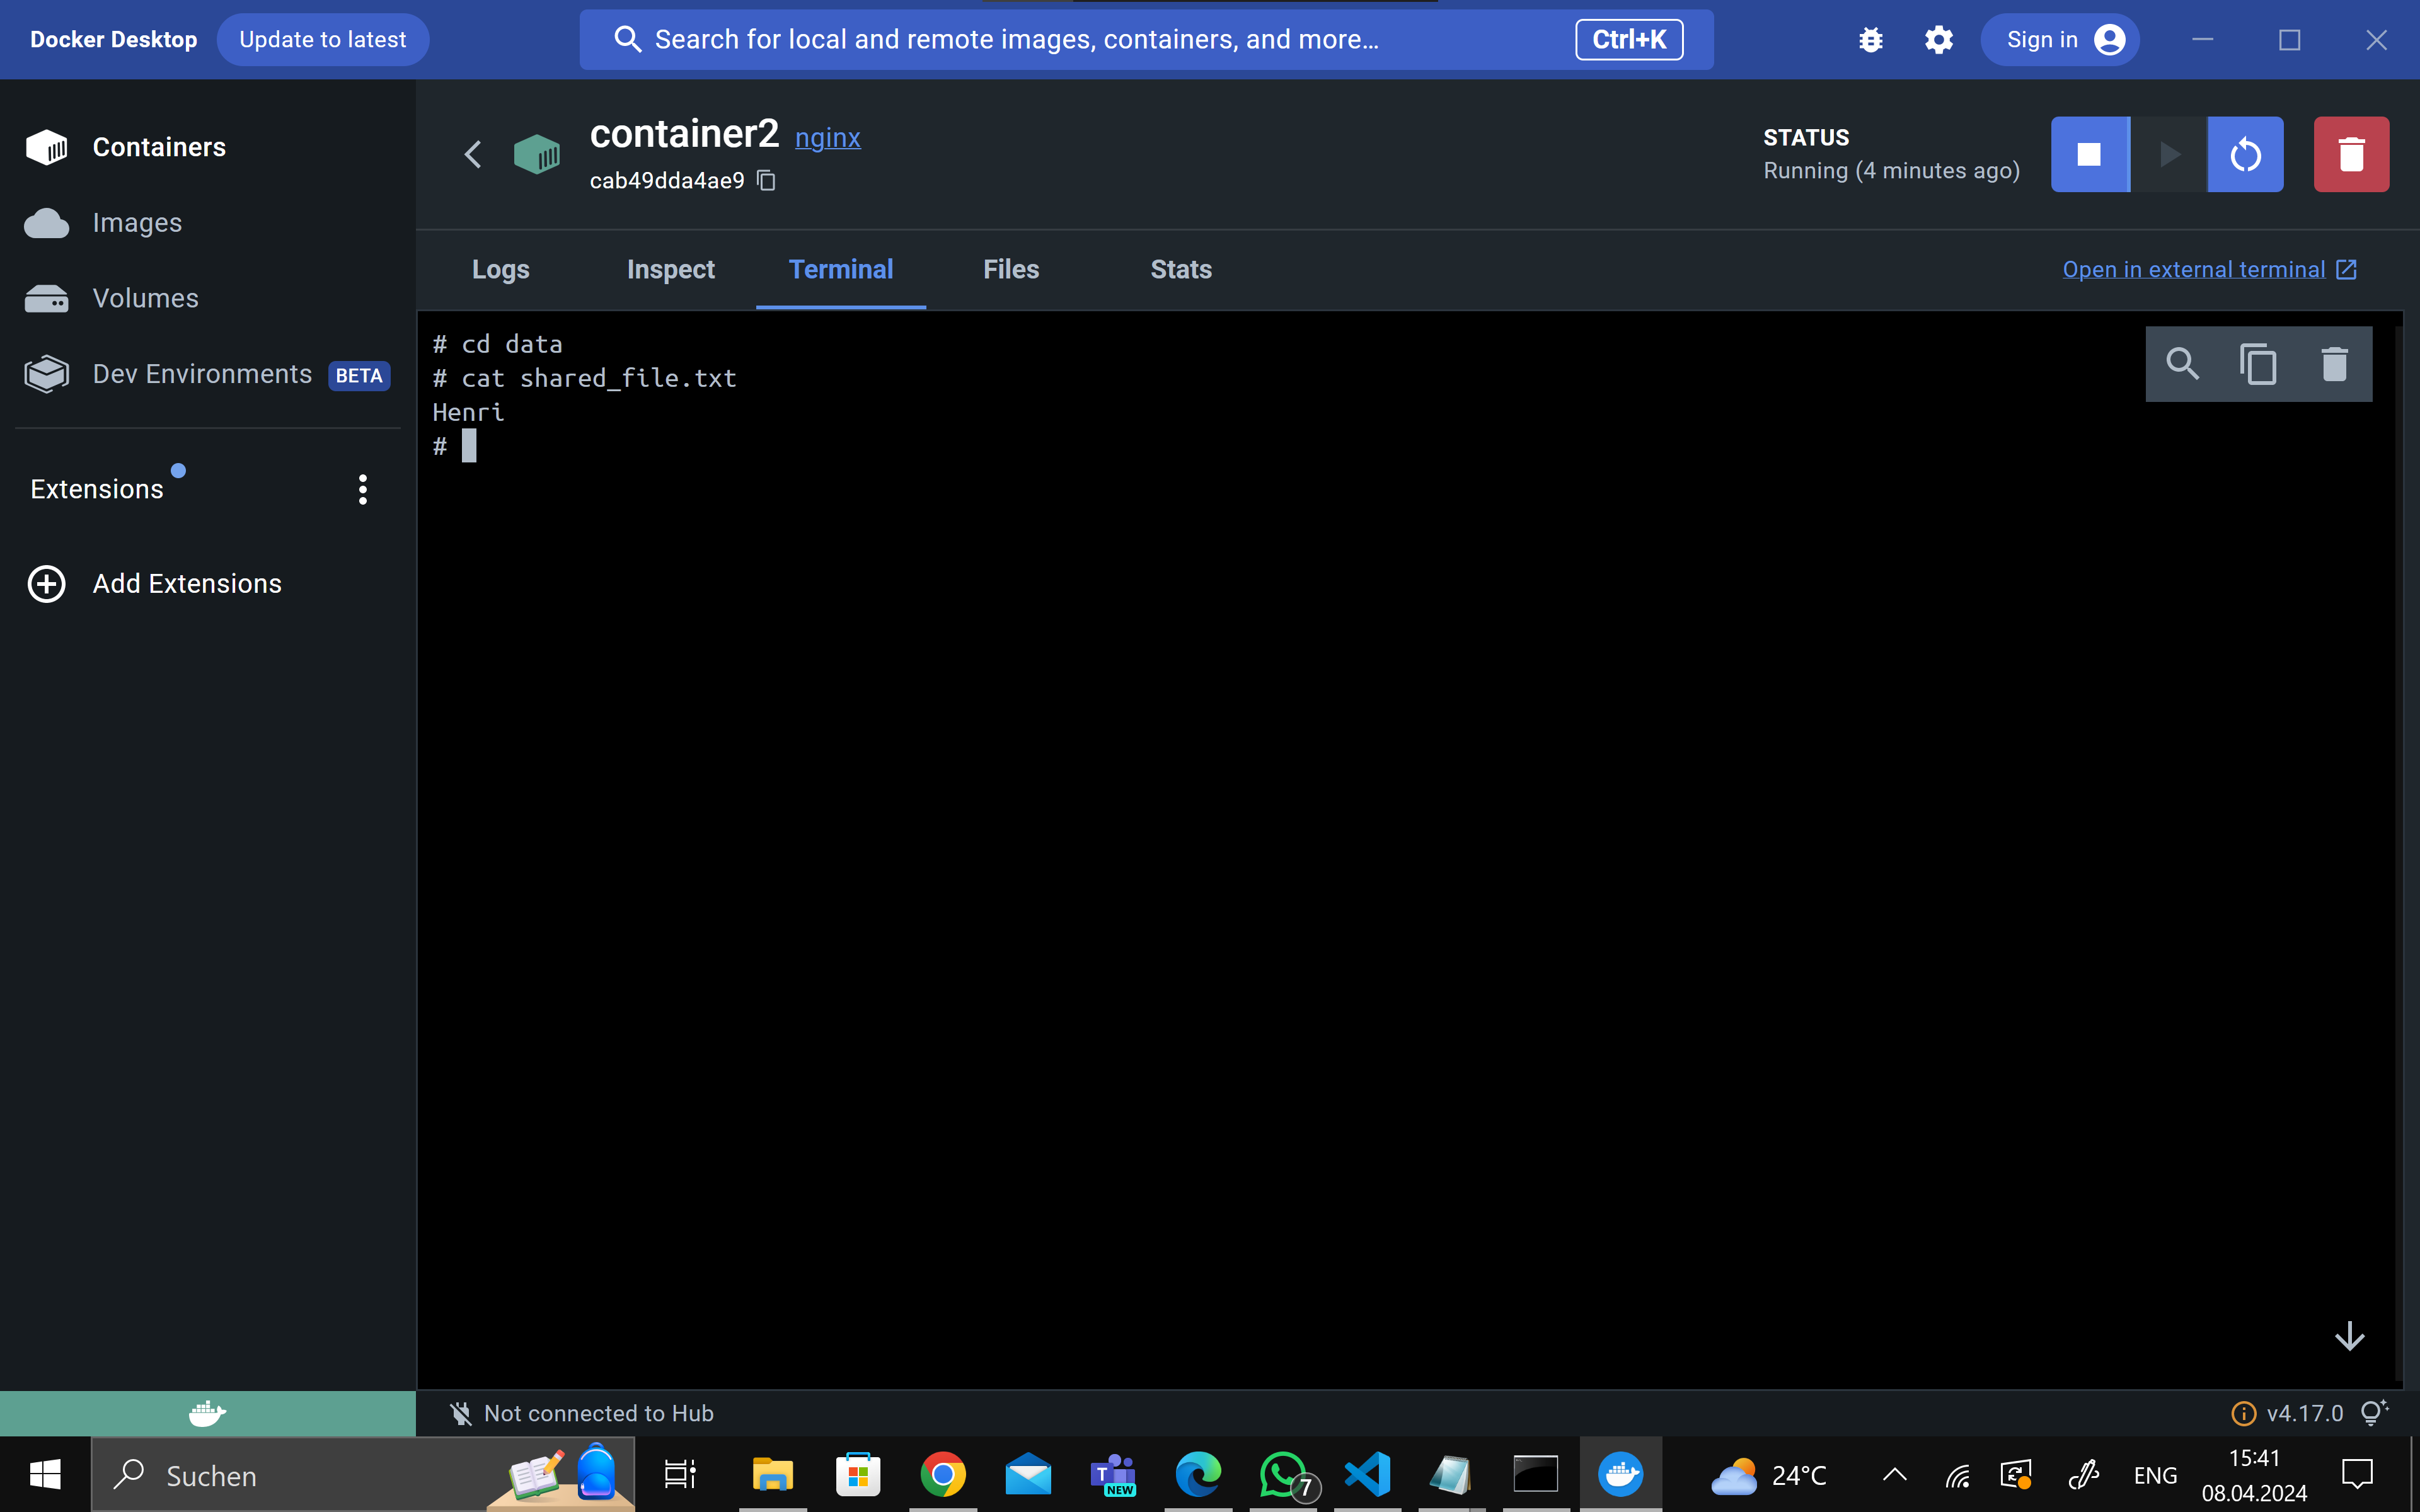 Docker Desktop
Update to latest
Search for local and remote images, containers, and more...
Ctrl+K
Sign in
Containers
Images
Volumes
Dev Environments BETA
Extensions
Add Extensions
container2 nginx
cab49dda4ae9
STATUS
Running (4 minutes ago)
Logs
Inspect
Terminal
Files
Stats
Open in external terminal
# cd data
# cat shared_file.txt
Henri
#
Not connected to Hub
v4.17.0
Suchen
T
NEW
7
24°C
ENG
15:41
08.04.2024